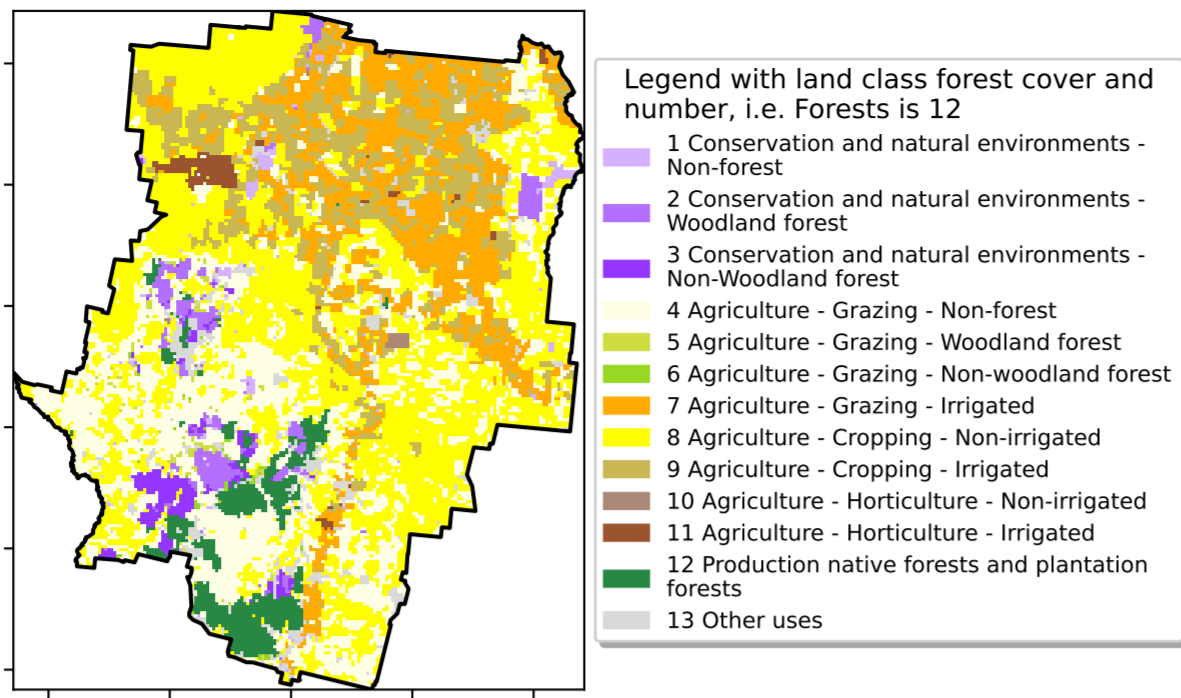 Legend with land class forest cover and
number, i.e. Forests is 12
1 Conservation and natural environments -
Non-forest
2 Conservation and natural environments -
Woodland forest
3 Conservation and natural environments -
Non-Woodland forest
4 Agriculture - Grazing - Non-forest
5 Agriculture - Grazing - Woodland forest
6 Agriculture - Grazing - Non-woodland forest
7 Agriculture - Grazing - Irrigated
8 Agriculture - Cropping - Non-irrigated
9 Agriculture - Cropping - Irrigated
10 Agriculture - Horticulture - Non-irrigated
11 Agriculture - Horticulture - Irrigated
12 Production native forests and plantation
forests
13 Other uses